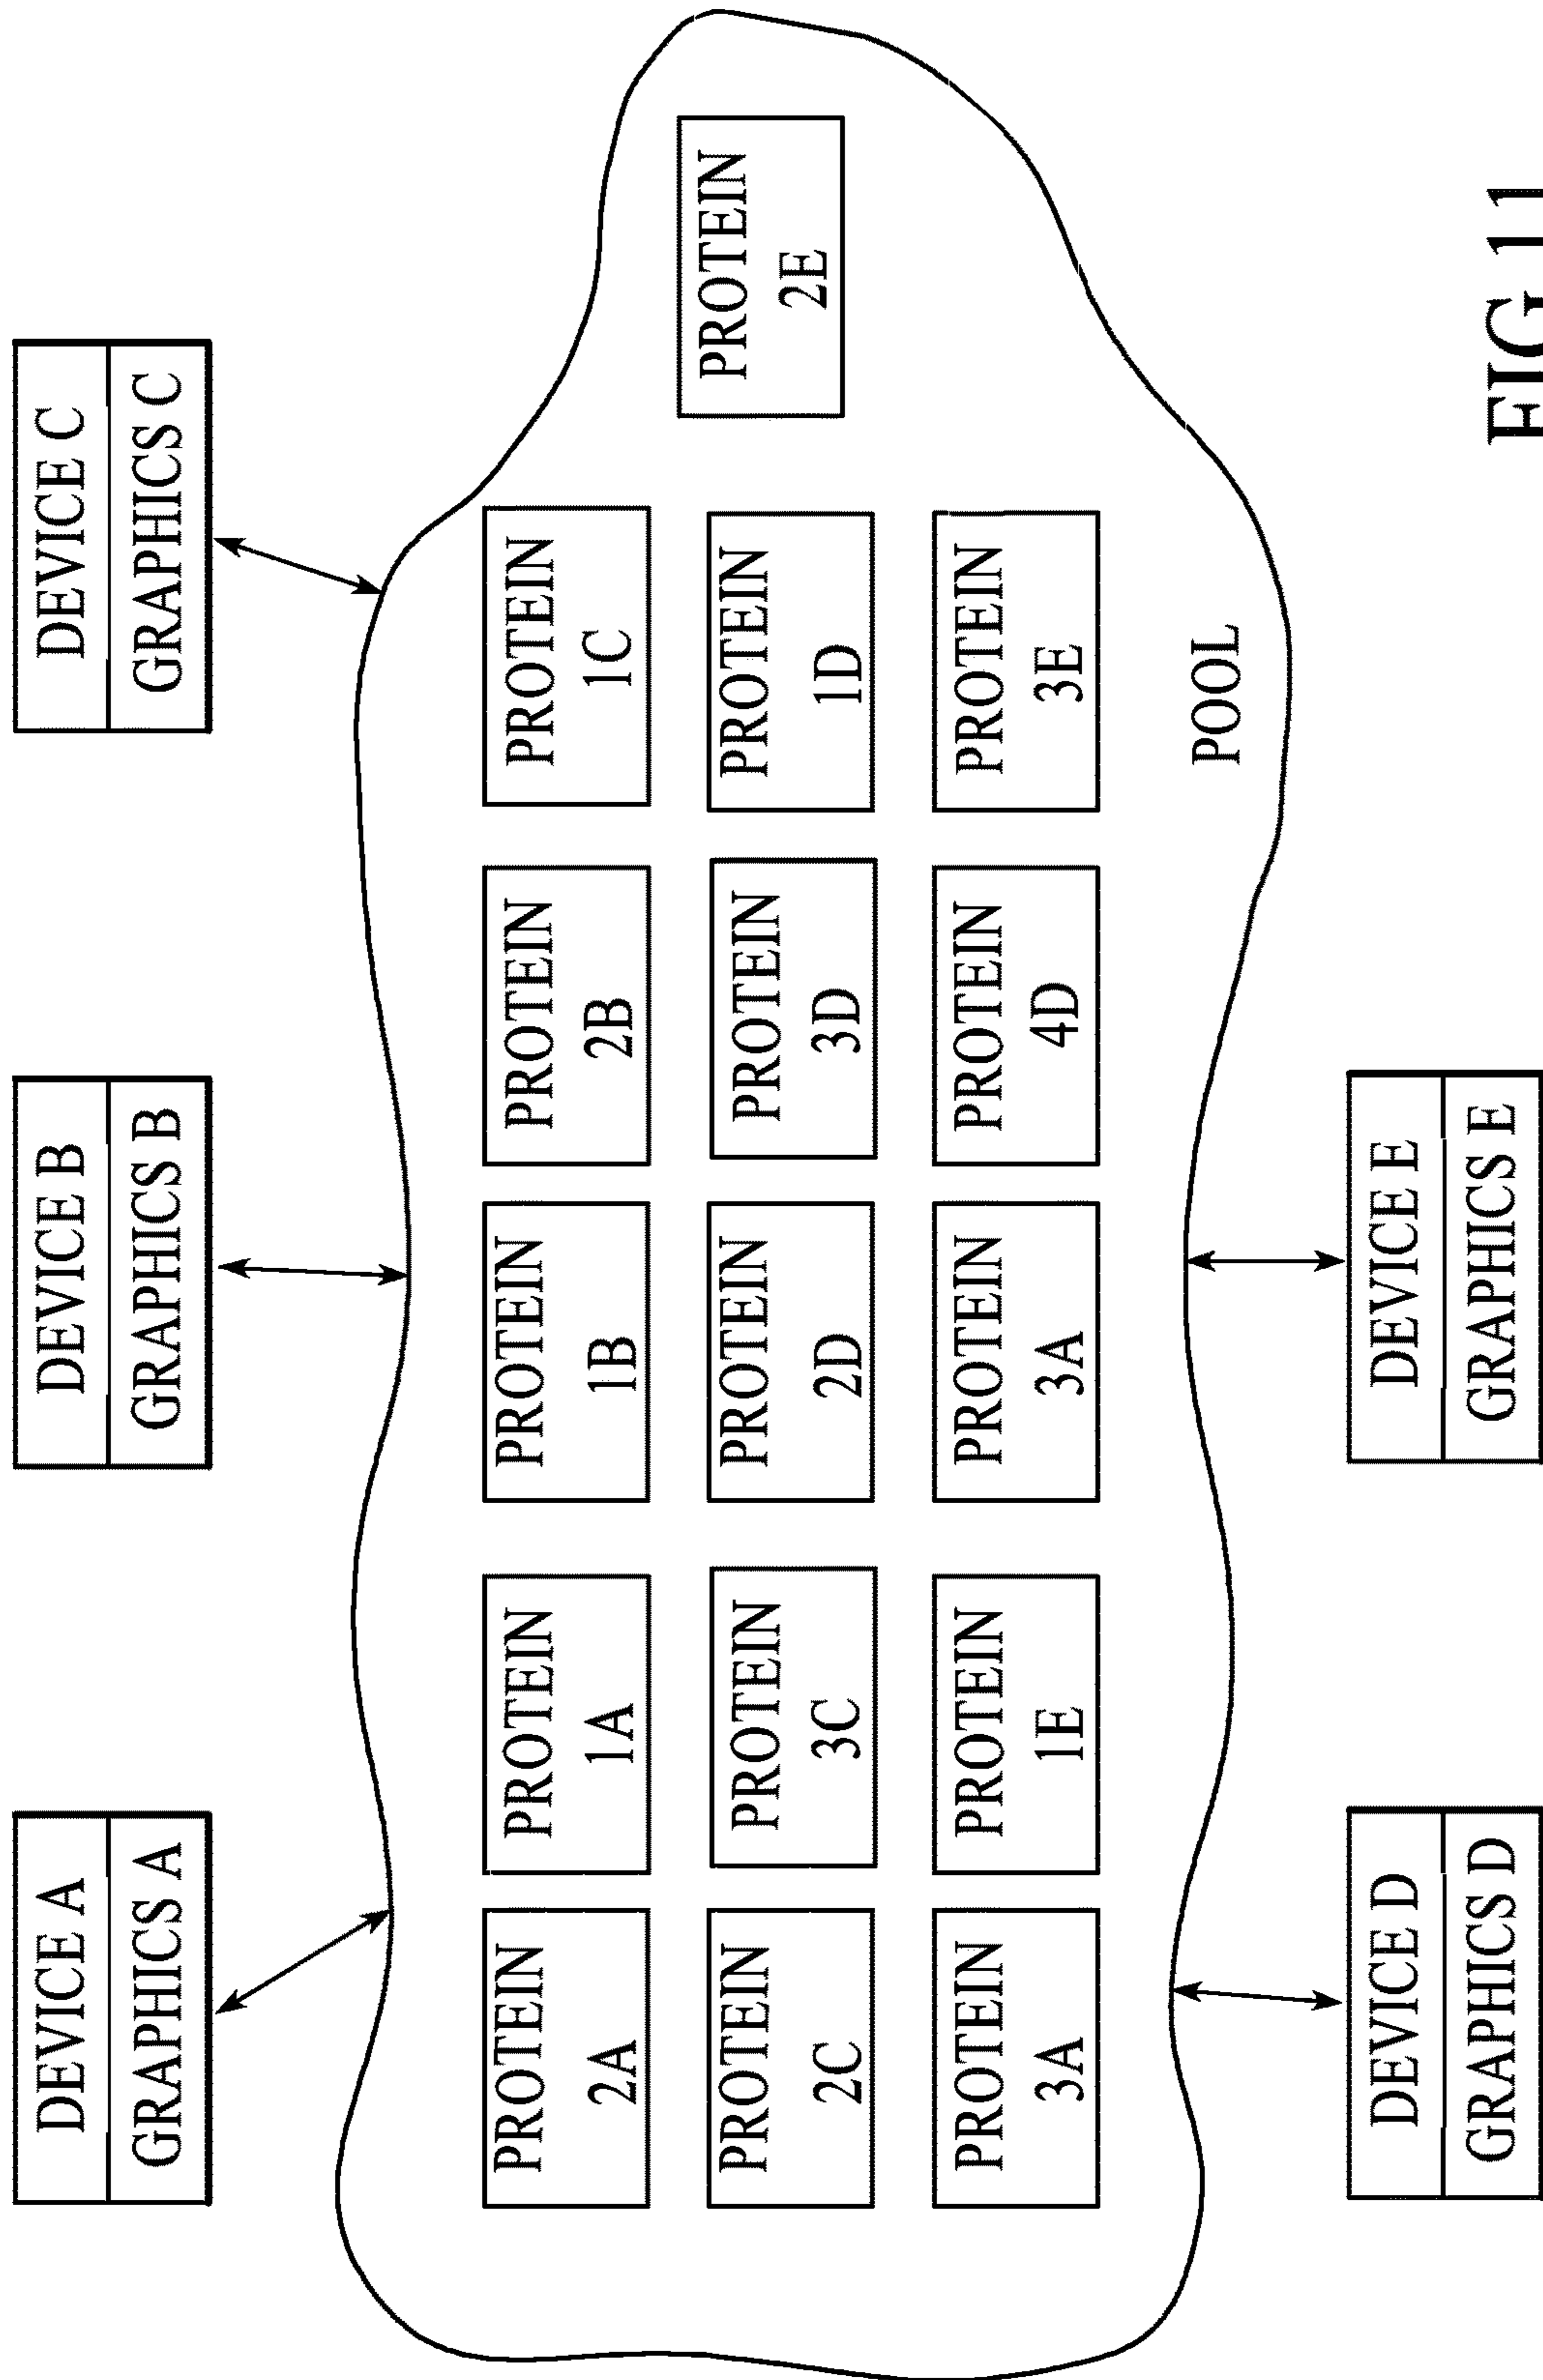 DEVICE A
GRAPHICS A
DEVICE B
GRAPHICS B
DEVICE C
GRAPHICS C
PROTEIN
2A
PROTEIN
1A
PROTEIN
1B
PROTEIN
2B
PROTEIN
1C
PROTEIN
2C
PROTEIN
3C
PROTEIN
2D
PROTEIN
3D
PROTEIN
1D
PROTEIN
2E
PROTEIN
3A
PROTEIN
1E
PROTEIN
3A
PROTEIN
4D
PROTEIN
3E
POOL
DEVICE D
GRAPHICS D
DEVICE E
GRAPHICS E
FIG.11